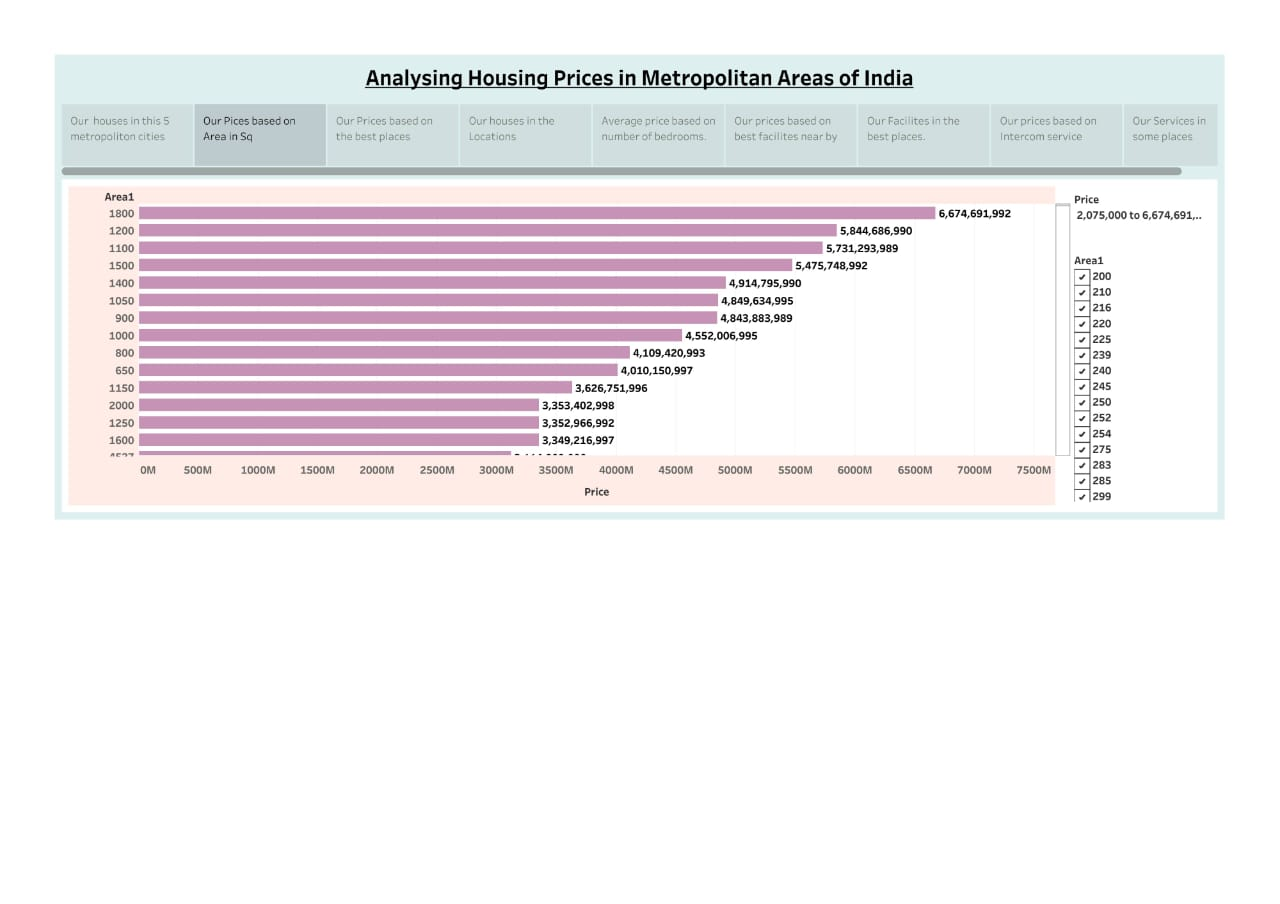 Analysing Housing Prices in Metropolitan Areas of India
Our houses in this 5
metropoliton cities
Our Pices based on
Area in Sq
Our Prices based on
the best places
Our houses in the
Locations
Average price based on
number of bedrooms.
Our prices based on
best facilites near by
Our Facilites in the
best places.
Our prices based on
Intercom service
Our Services in
some places
Area1
1800 6,674,691,992
1200 5,844,686,990
1100 5,731,293,989
1500 5,475,748,992
1400 4,914,795,990
1050 4,849,634,995
900 4,843,883,989
1000 4,552,006,995
800 4,109,420,993
650 4,010,150,997
1150 3,626,751,996
2000 3,353,402,998
1250 3,352,966,992
1600 3,349,216,997
0M 500M 1000M 1500M 2000M 2500M 3000M 3500M 4000M 4500M 5000M 5500M 6000M 6500M 7000M 7500M
Price
Price
2,075,000 to 6,674,691,..
Area1
200
210
216
220
225
239
240
245
250
252
254
275
283
285
299